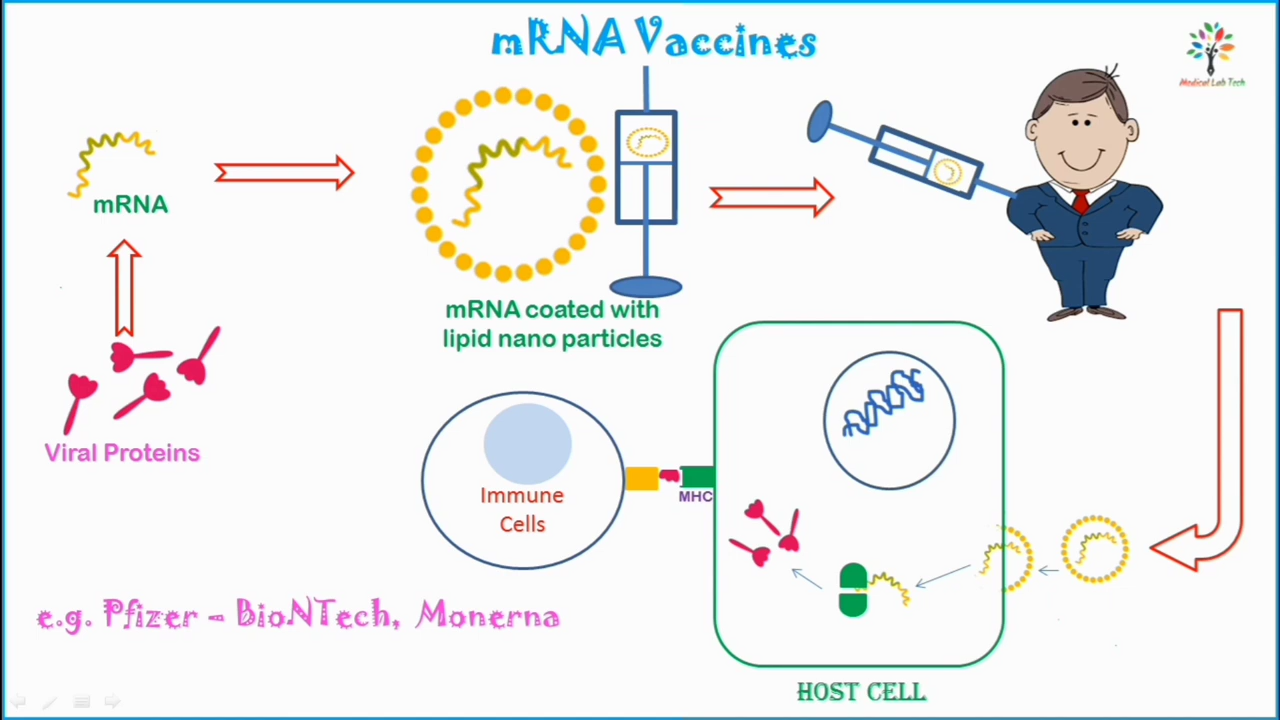 mRNA Vaccines
Medical Lab Tech
mRNA
mRNA coated with
lipid nano particles
Viral Proteins
Immune
Cells
MHC
e.g. Pfizer – BioNTech, Monerna
HOST CELL